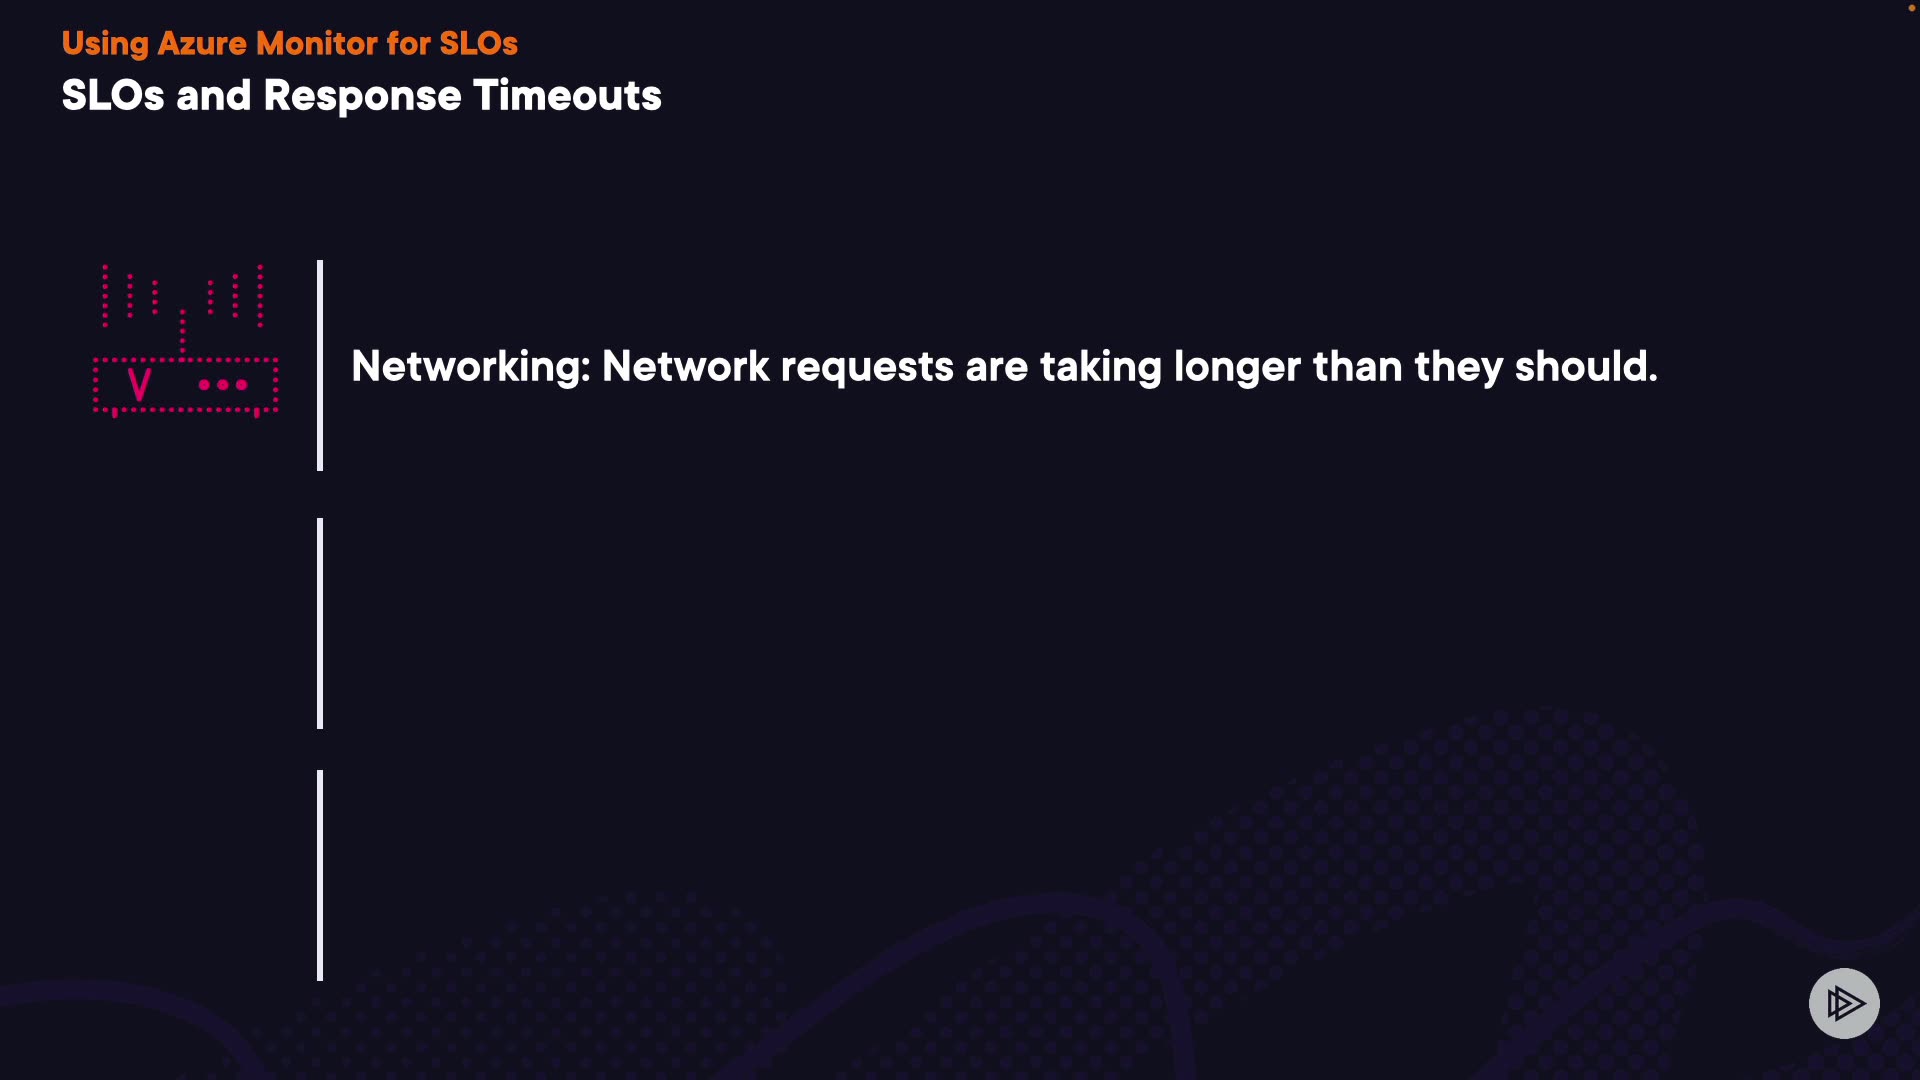 Using Azure Monitor for SLOs
SLOs and Response Timeouts
Networking: Network requests are taking longer than they should.